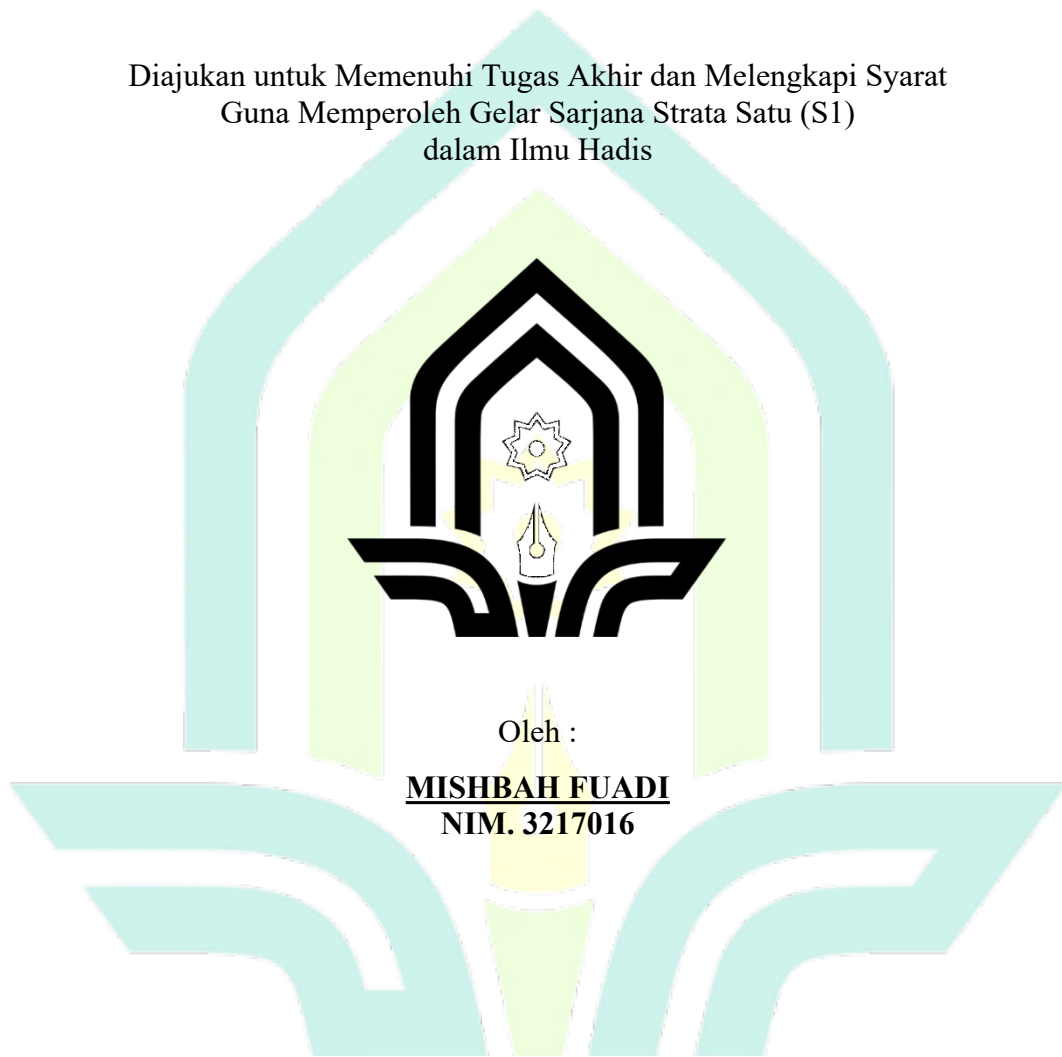 Diajukan untuk Memenuhi Tugas Akhir dan Melengkapi Syarat
Guna Memperoleh Gelar Sarjana Strata Satu (S1)
dalam Ilmu Hadis
Oleh :
MISHBAH FUADI
NIM. 3217016